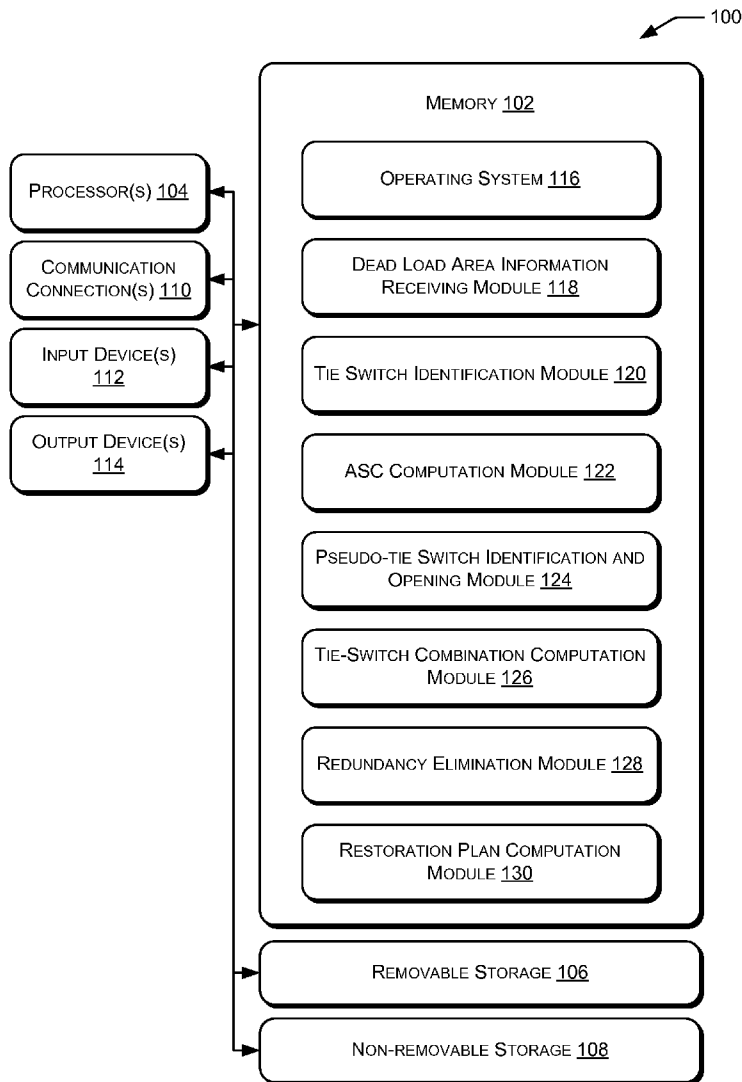 100
MEMORY 102
OPERATING SYSTEM 116
DEAD LOAD AREA INFORMATION
RECEIVING MODULE 118
TIE SWITCH IDENTIFICATION MODULE 120
ASC COMPUTATION MODULE 122
PSEUDO-TIE SWITCH IDENTIFICATION AND
OPENING MODULE 124
TIE-SWITCH COMBINATION COMPUTATION
MODULE 126
REDUNDANCY ELIMINATION MODULE 128
RESTORATION PLAN COMPUTATION
MODULE 130
PROCESSOR(S) 104
COMMUNICATION
CONNECTION(S) 110
INPUT DEVICE(S)
112
OUTPUT DEVICE(S)
114
REMOVABLE STORAGE 106
NON-REMOVABLE STORAGE 108